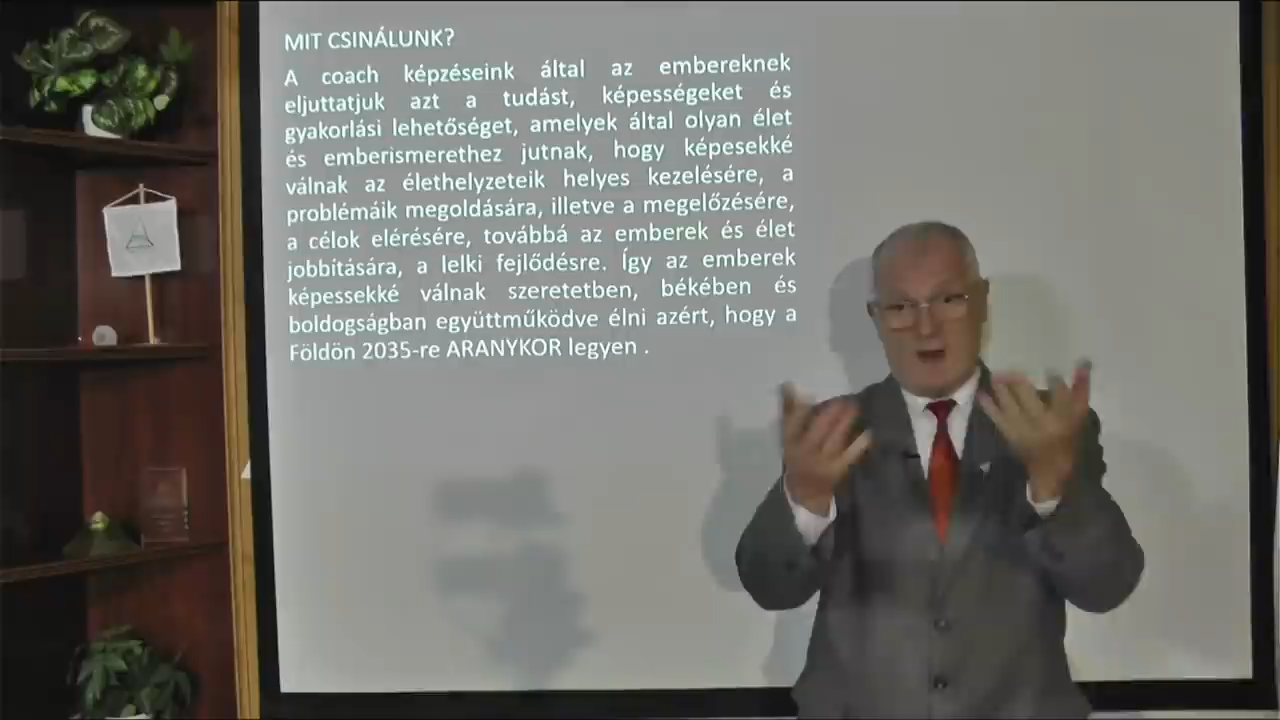 MIT CSINÁLUNK?
A coach képzéseink által az embereknek
eljuttatjuk azt a tudást, képességeket és
gyakorlási lehetőséget, amelyek által olyan élet
és emberismerethez jutnak, hogy képesekké
válnak az élethelyzeteik helyes kezelésére, a
problémáik megoldására, illetve a megelőzésére,
a célok elérésére, továbbá az emberek és élet
jobbítására, a lelki fejlődésre. Így az emberek
képessekké válnak szeretetben, békében és
boldogságban együttműködve élni azért, hogy a
Földön 2035-re ARANYKOR legyen .